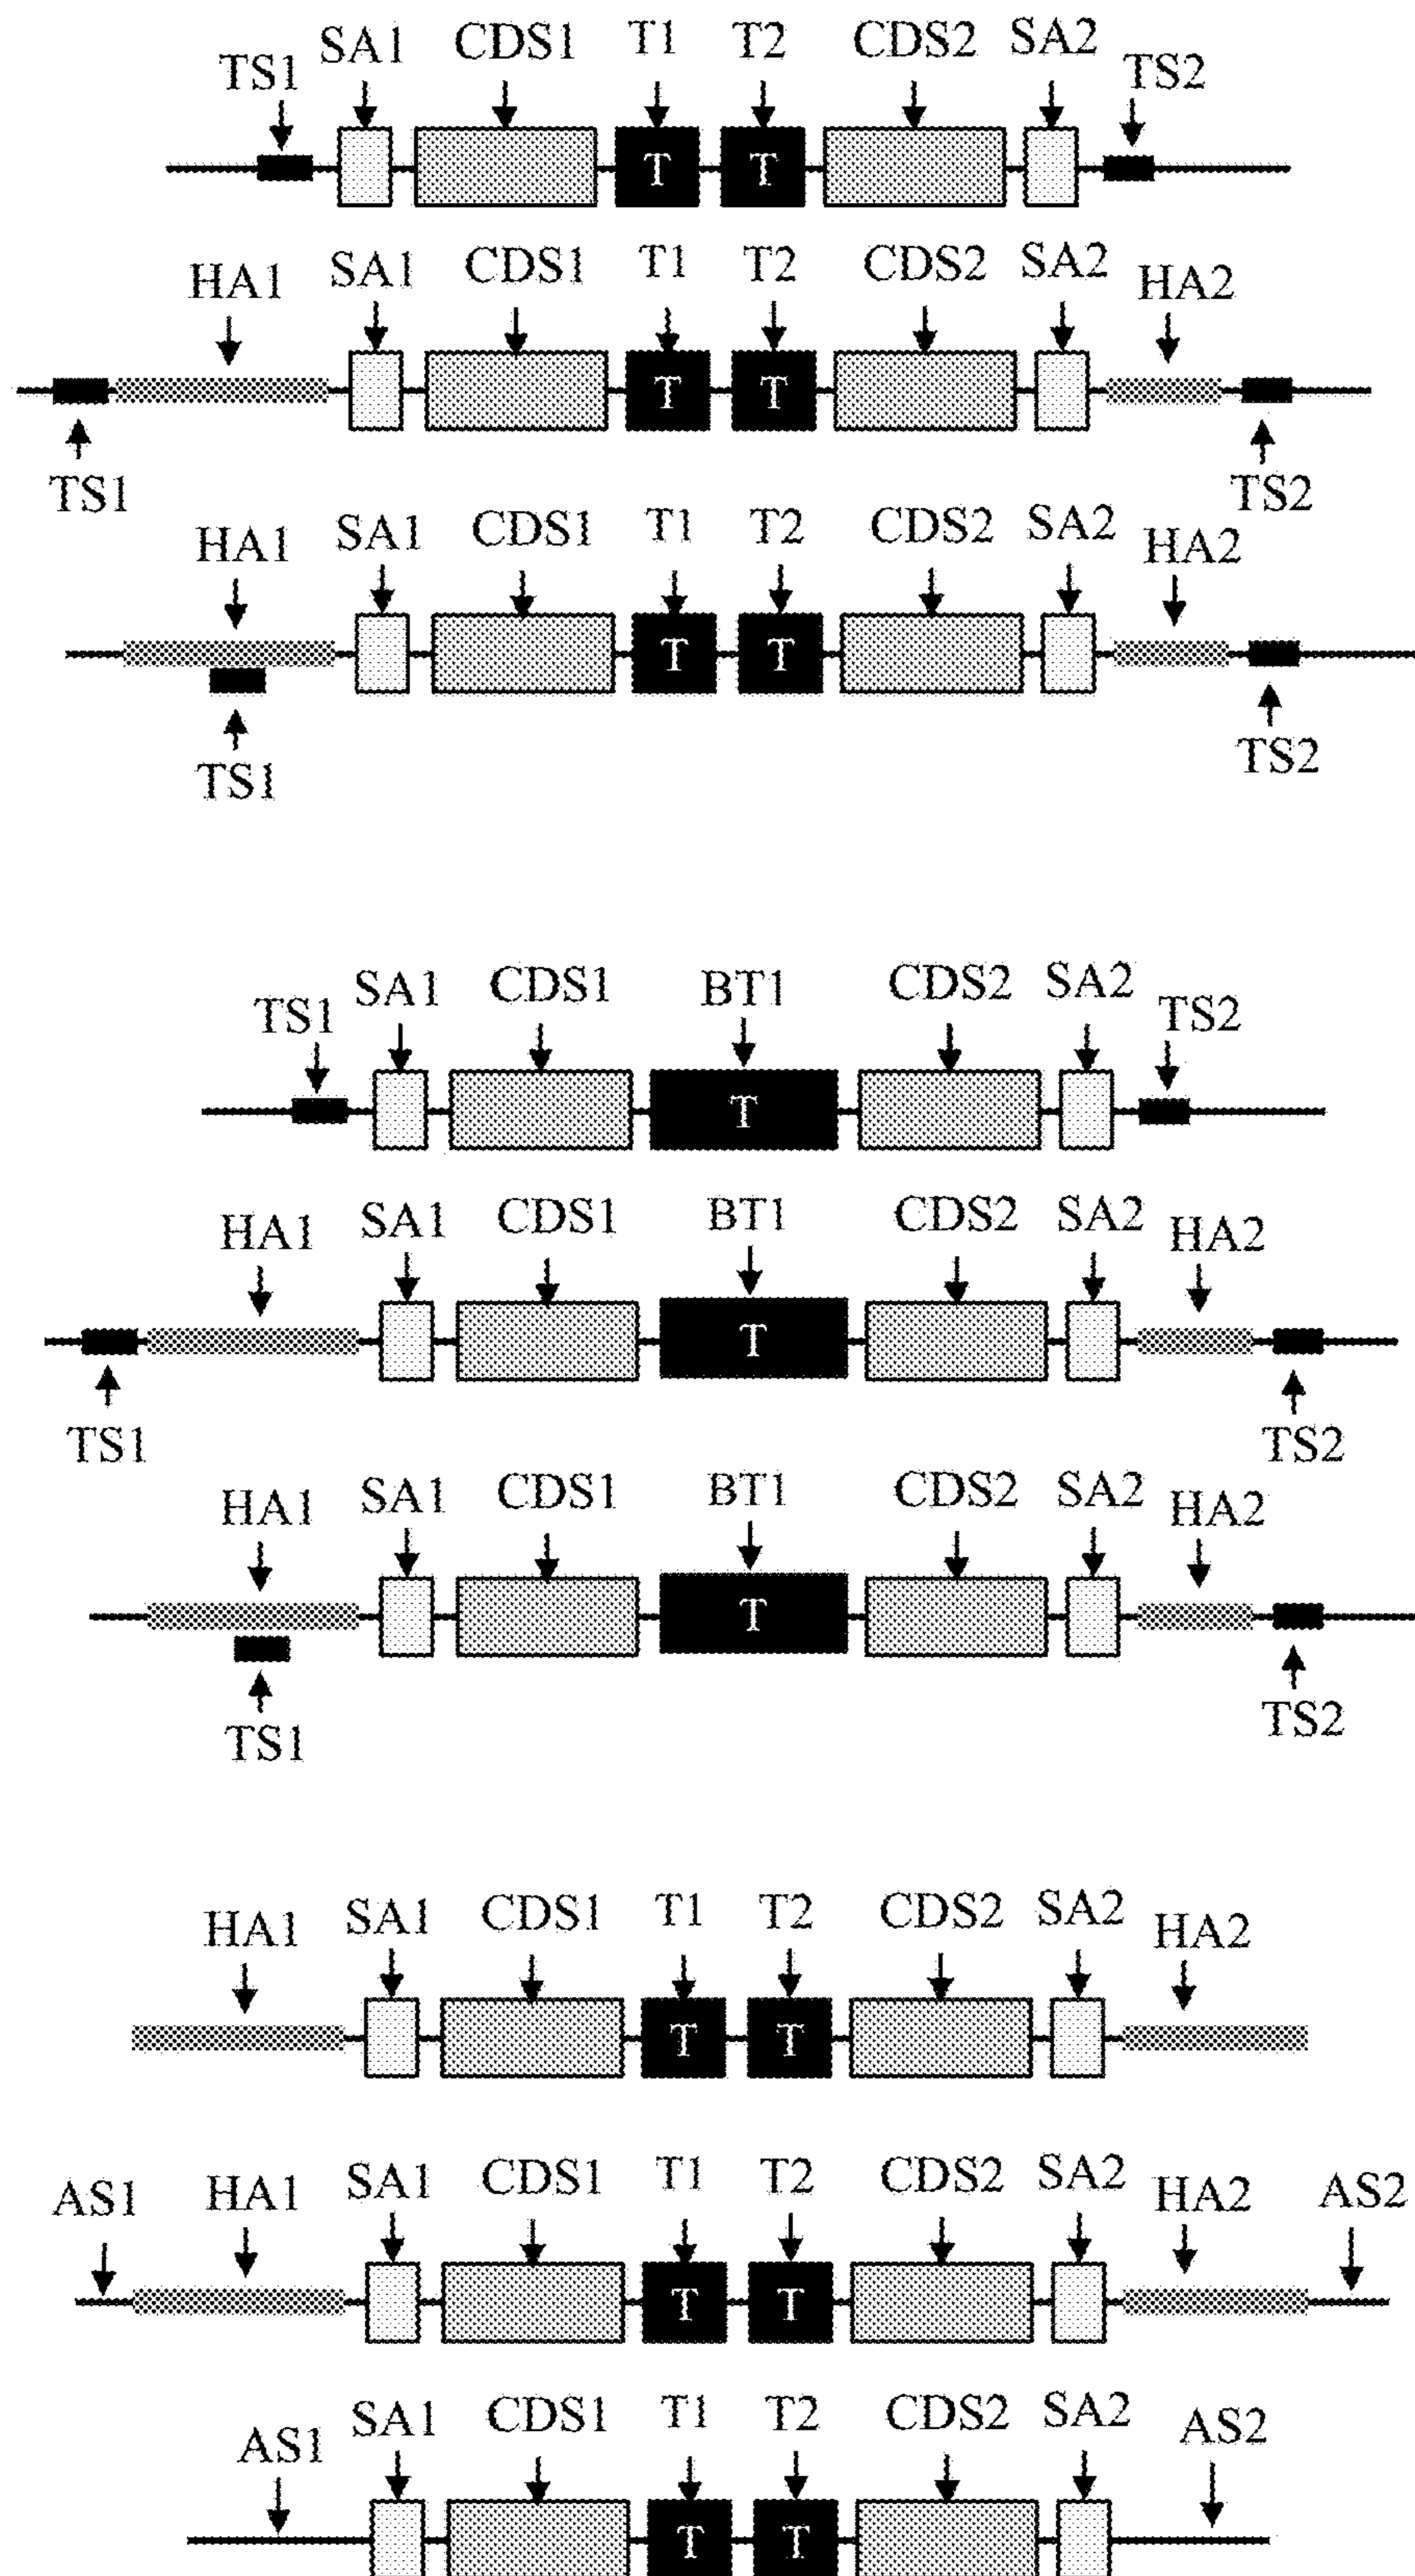 TS1 SA1 CDS1 T1 T2 CDS2 SA2 TS2
T T
HA1 SA1 CDS1 T1 T2 CDS2 SA2 HA2
T T
TS1 TS2
HA1 SA1 CDS1 T1 T2 CDS2 SA2 HA2
T T
TS1 TS2
TS1 SA1 CDS1 BT1 CDS2 SA2 TS2
T
HA1 SA1 CDS1 BT1 CDS2 SA2 HA2
T
TS1 TS2
HA1 SA1 CDS1 BT1 CDS2 SA2 HA2
T
TS1 TS2
HA1 SA1 CDS1 T1 T2 CDS2 SA2 HA2
T T
AS1 HA1 SA1 CDS1 T1 T2 CDS2 SA2 HA2 AS2
T T
AS1 SA1 CDS1 T1 T2 CDS2 SA2 AS2
T T